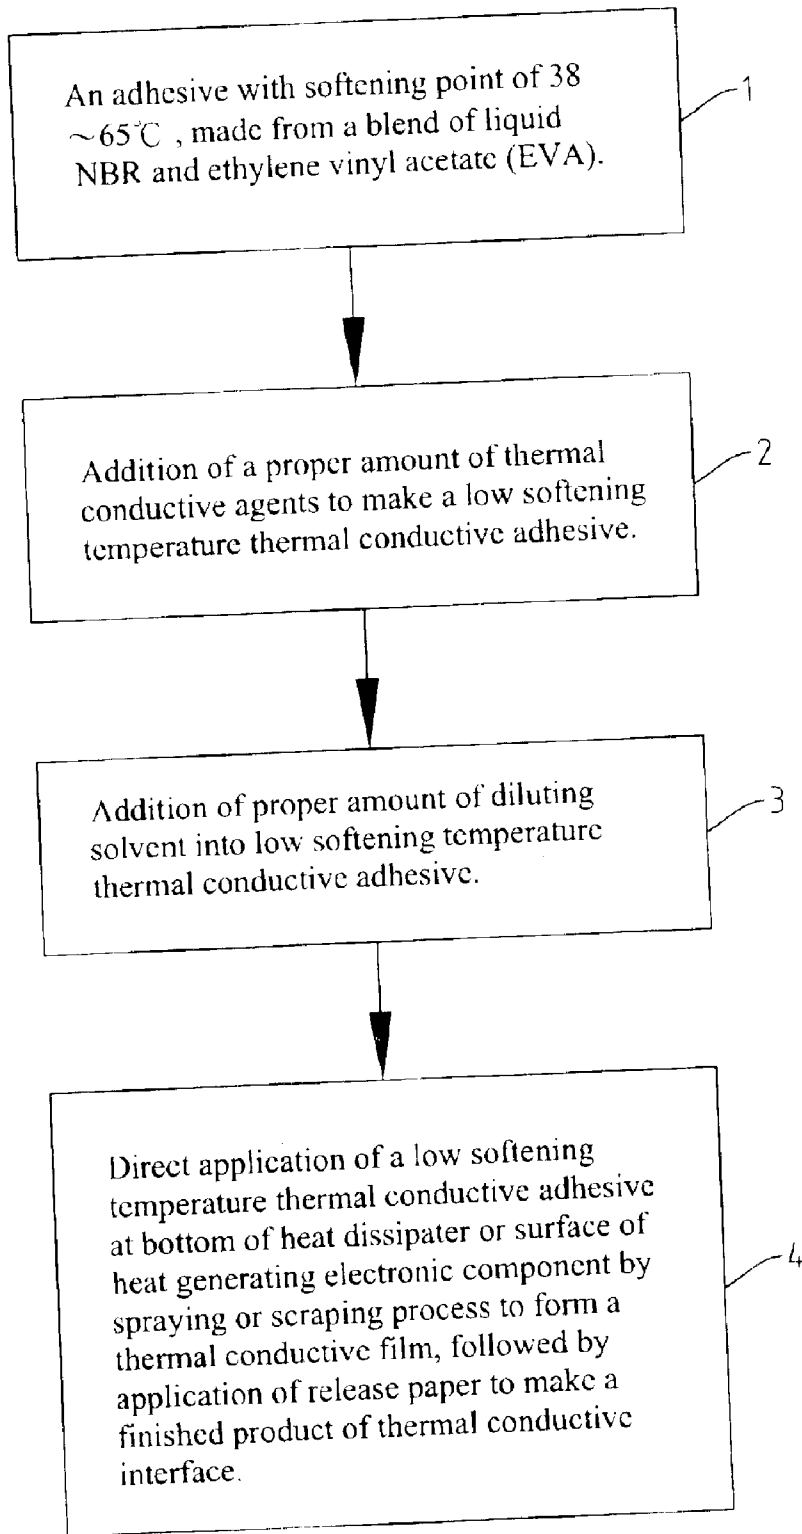 An adhesive with softening point of 38
～65℃ , made from a blend of liquid
NBR and ethylene vinyl acetate (EVA).
1
Addition of a proper amount of thermal
conductive agents to make a low softening
temperature thermal conductive adhesive.
2
Addition of proper amount of diluting
solvent into low softening temperature
thermal conductive adhesive.
3
Direct application of a low softening
temperature thermal conductive adhesive
at bottom of heat dissipater or surface of
heat generating electronic component by
spraying or scraping process to form a
thermal conductive film, followed by
application of release paper to make a
finished product of thermal conductive
interface.
4